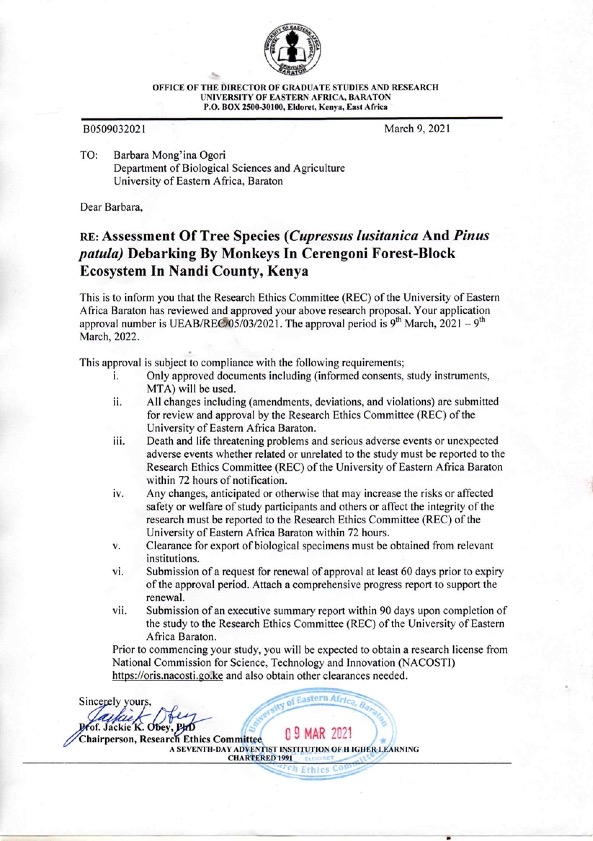 UNIVERSITY OF EASTERN AFRICA
BARATON
OFFICE OF THE DIRECTOR OF GRADUATE STUDIES AND RESEARCH
UNIVERSITY OF EASTERN AFRICA, BARATON
P.O. BOX 2500-30100, Eldoret, Kenya, East Africa
B0509032021 March 9, 2021
TO: Barbara Mong'ina Ogori
Department of Biological Sciences and Agriculture
University of Eastern Africa, Baraton
Dear Barbara,
RE: Assessment Of Tree Species (Cupressus lusitanica And Pinus
patula) Debarking By Monkeys In Cerengoni Forest-Block
Ecosystem In Nandi County, Kenya
This is to inform you that the Research Ethics Committee (REC) of the University of Eastern
Africa Baraton has reviewed and approved your above research proposal. Your application
approval number is UEAB/REC/05/03/2021. The approval period is 9th March, 2021 – 9th
March, 2022.
This approval is subject to compliance with the following requirements;
i. Only approved documents including (informed consents, study instruments,
MTA) will be used.
ii. All changes including (amendments, deviations, and violations) are submitted
for review and approval by the Research Ethics Committee (REC) of the
University of Eastern Africa Baraton.
iii. Death and life threatening problems and serious adverse events or unexpected
adverse events whether related or unrelated to the study must be reported to the
Research Ethics Committee (REC) of the University of Eastern Africa Baraton
within 72 hours of notification.
iv. Any changes, anticipated or otherwise that may increase the risks or affected
safety or welfare of study participants and others or affect the integrity of the
research must be reported to the Research Ethics Committee (REC) of the
University of Eastern Africa Baraton within 72 hours.
v. Clearance for export of biological specimens must be obtained from relevant
institutions.
vi. Submission of a request for renewal of approval at least 60 days prior to expiry
of the approval period. Attach a comprehensive progress report to support the
renewal.
vii. Submission of an executive summary report within 90 days upon completion of
the study to the Research Ethics Committee (REC) of the University of Eastern
Africa Baraton.
Prior to commencing your study, you will be expected to obtain a research license from
National Commission for Science, Technology and Innovation (NACOSTI)
https://oris.nacosti.go.ke and also obtain other clearances needed.
Sincerely yours,
Jackie K Obey
Prof. Jackie K. Obey, PhD
Chairperson, Research Ethics Committee
University of Eastern Africa, Baraton
09 MAR 2021
A SEVENTH-DAY ADVENTIST INSTITUTION OF HIGHER LEARNING
CHARTERED 1991
Ethics